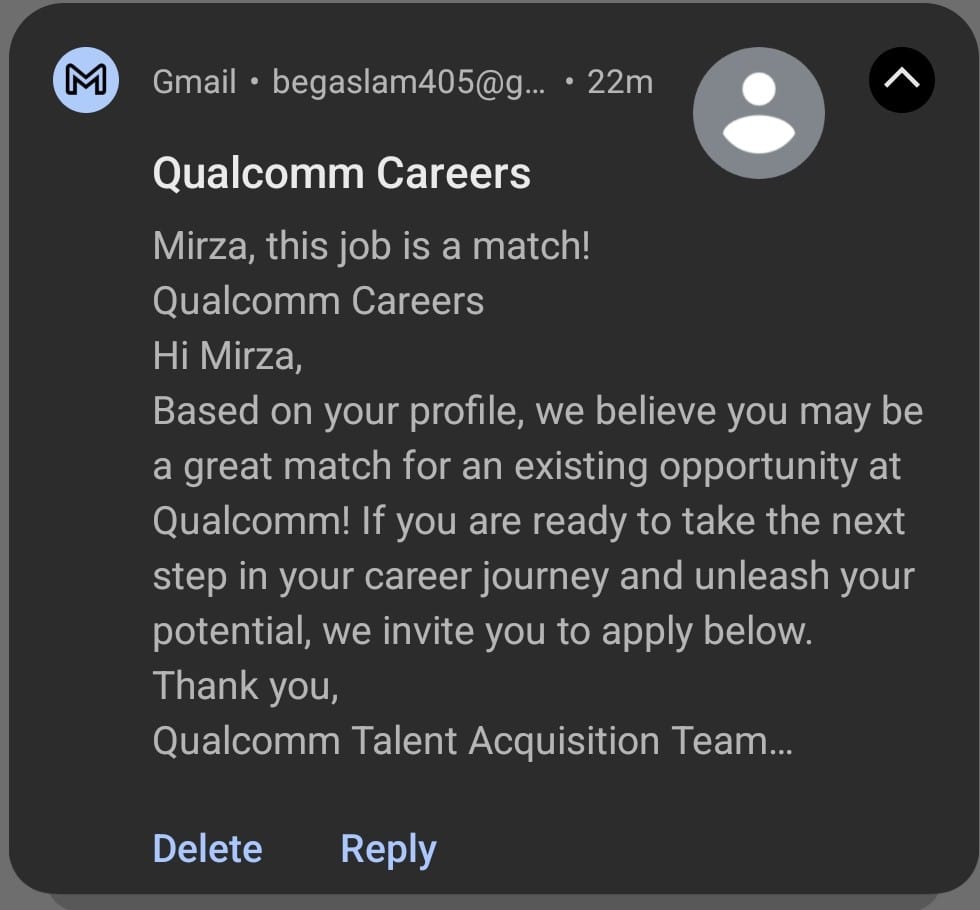 Gmail • begaslam405@g... • 22m
Qualcomm Careers
Mirza, this job is a match!
Qualcomm Careers
Hi Mirza,
Based on your profile, we believe you may be
a great match for an existing opportunity at
Qualcomm! If you are ready to take the next
step in your career journey and unleash your
potential, we invite you to apply below.
Thank you,
Qualcomm Talent Acquisition Team...
Delete Reply